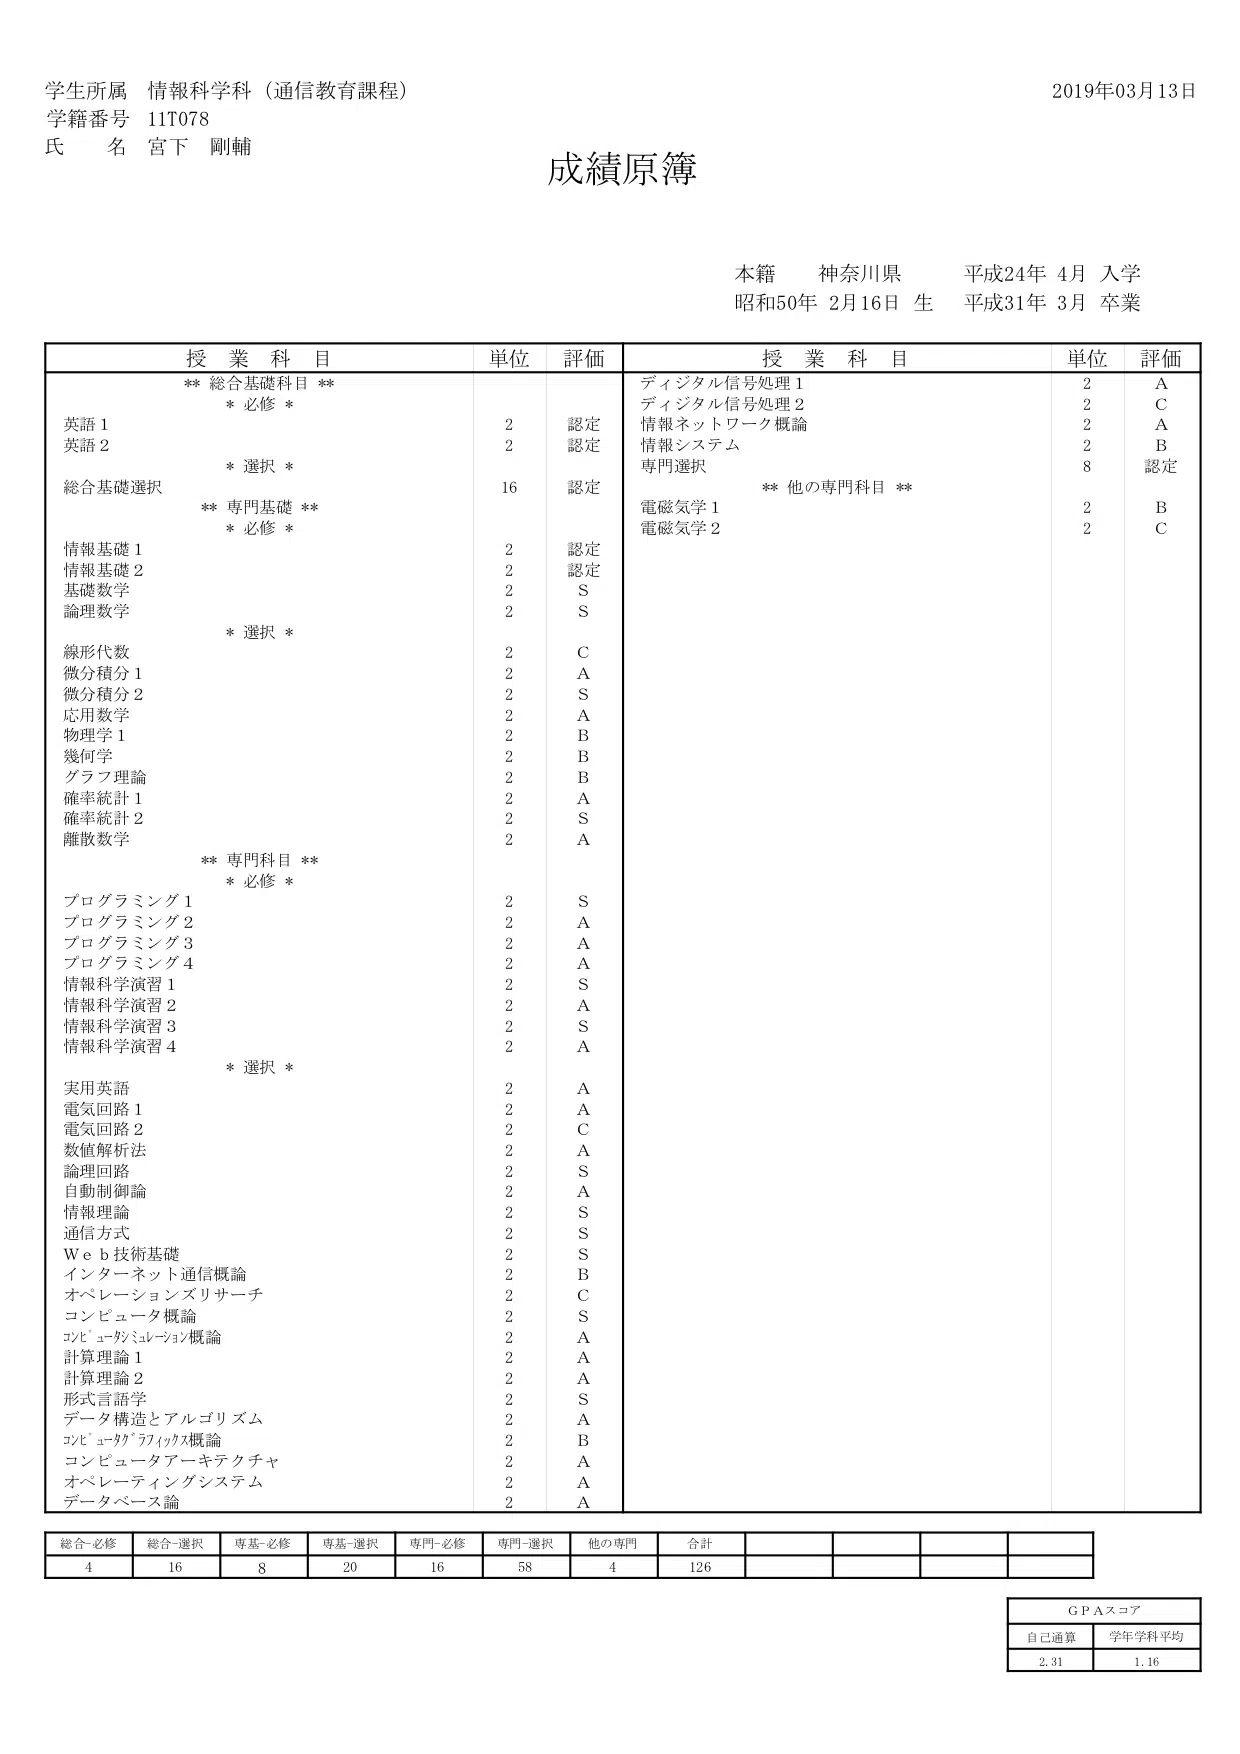 学生所属　情報科学科（通信教育課程）　2019年03月13日
学籍番号　11T078
氏　　名　宮下　剛輔
成績原簿
本籍　　神奈川県　　　平成24年 4月 入学
昭和50年 2月16日 生　平成31年 3月 卒業
授　業　科　目　単位　評価　授　業　科　目　単位　評価
** 総合基礎科目 **
* 必修 *
英語１　2　認定
英語２　2　認定
* 選択 *
総合基礎選択　16　認定
** 専門基礎 **
* 必修 *
情報基礎１　2　認定
情報基礎２　2　認定
基礎数学　2　S
論理数学　2　S
* 選択 *
線形代数　2　C
微分積分１　2　A
微分積分２　2　S
応用数学　2　A
物理学１　2　B
幾何学　2　B
グラフ理論　2　B
確率統計１　2　A
確率統計２　2　S
離散数学　2　A
** 専門科目 **
* 必修 *
プログラミング１　2　S
プログラミング２　2　A
プログラミング３　2　A
プログラミング４　2　A
情報科学演習１　2　S
情報科学演習２　2　A
情報科学演習３　2　S
情報科学演習４　2　A
* 選択 *
実用英語　2　A
電気回路１　2　A
電気回路２　2　C
数値解析法　2　A
論理回路　2　S
自動制御論　2　A
情報理論　2　S
通信方式　2　S
Ｗｅｂ技術基礎　2　S
インターネット通信概論　2　B
オペレーションズリサーチ　2　C
コンピュータ概論　2　S
ｺﾝﾋﾟｭｰﾀｼﾐｭﾚｰｼｮﾝ概論　2　A
計算理論１　2　A
計算理論２　2　A
形式言語学　2　S
データ構造とアルゴリズム　2　A
ｺﾝﾋﾟｭｰﾀｸﾞﾗﾌｨｯｸｽ概論　2　B
コンピュータアーキテクチャ　2　A
オペレーティングシステム　2　A
データベース論　2　A
ディジタル信号処理１　2　A
ディジタル信号処理２　2　C
情報ネットワーク概論　2　A
情報システム　2　B
専門選択　8　認定
** 他の専門科目 **
電磁気学１　2　B
電磁気学２　2　C
総合-必修　総合-選択　専基-必修　専基-選択　専門-必修　専門-選択　他の専門　合計
4　16　8　20　16　58　4　126
ＧＰＡスコア
自己通算　学年学科平均
2.31　1.16